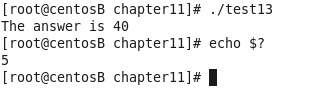 [root@centosB chapter11]# ./test13
The answer is 40
[root@centosB chapter11]# echo $?
5
[root@centosB chapter11]#